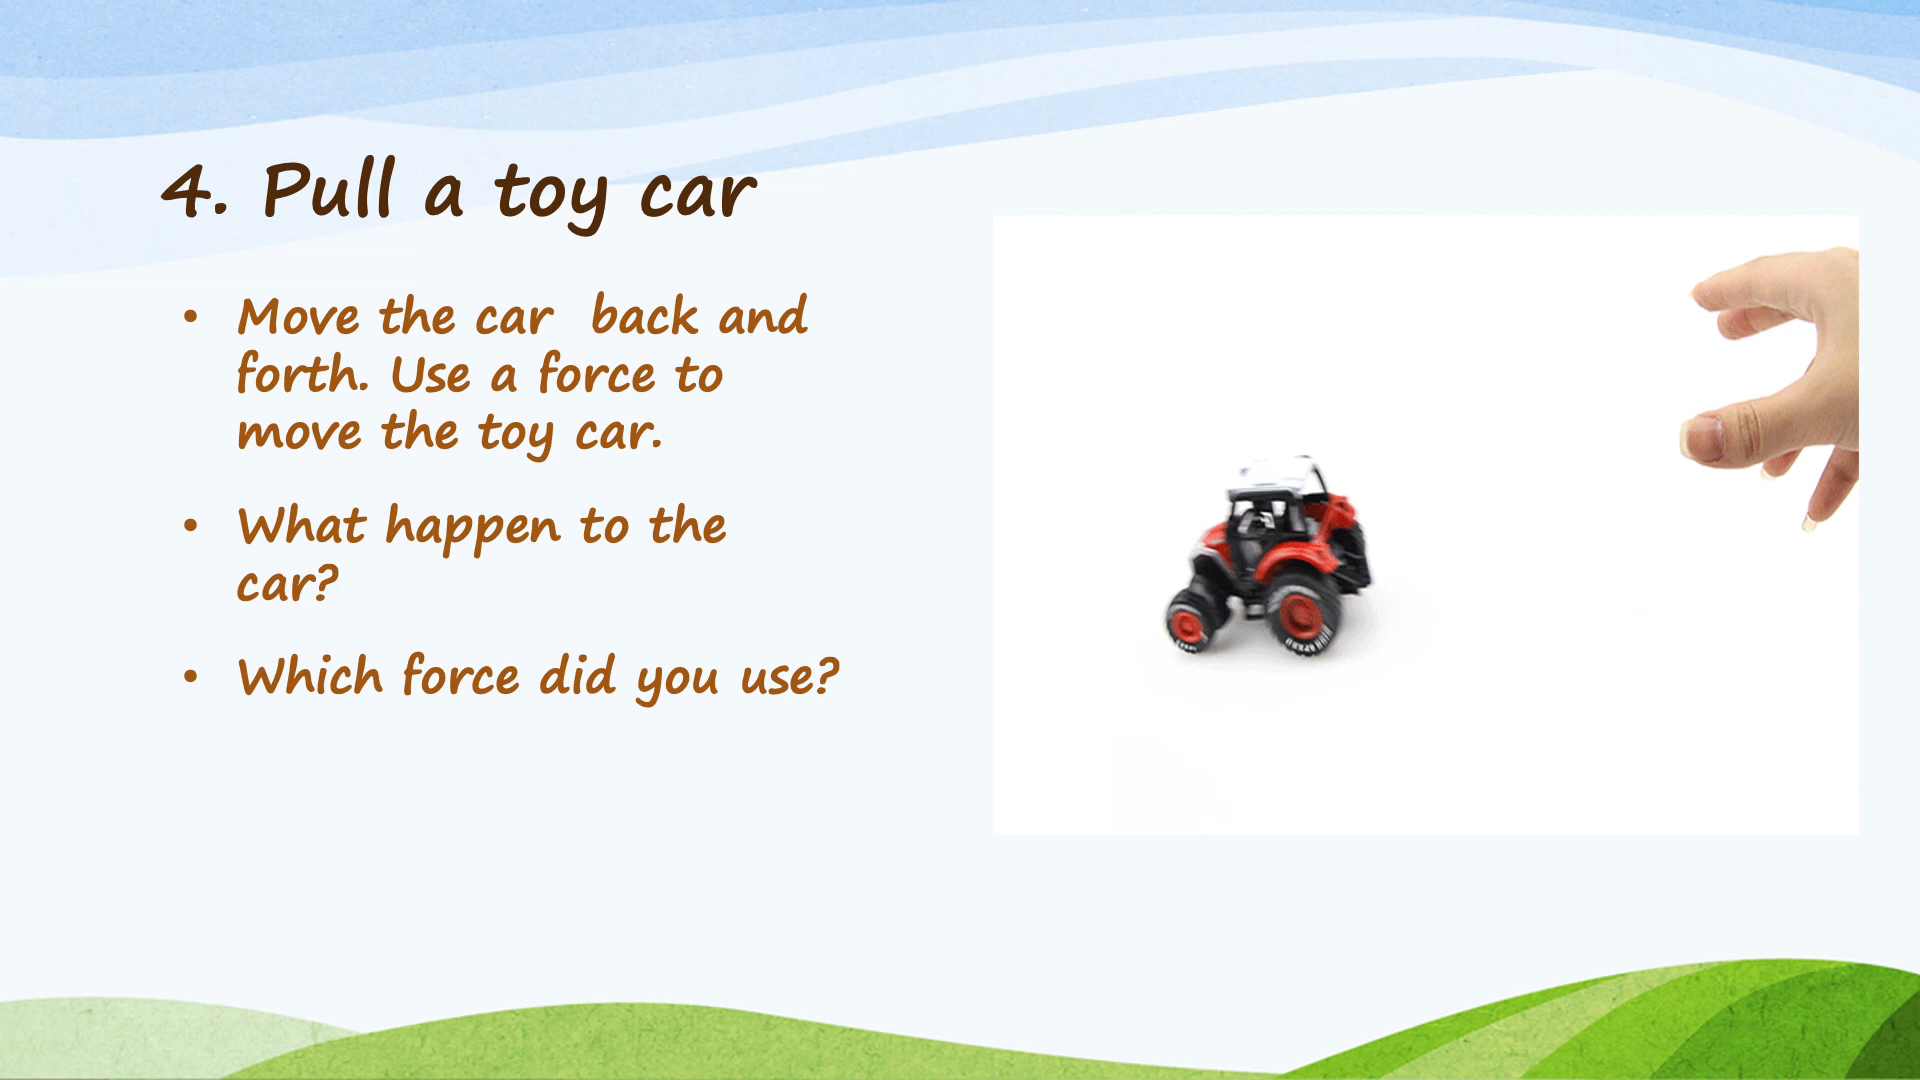 4. Pull a toy car
• Move the car  back and
forth. Use a force to
move the toy car.
• What happen to the
car?
• Which force did you use?